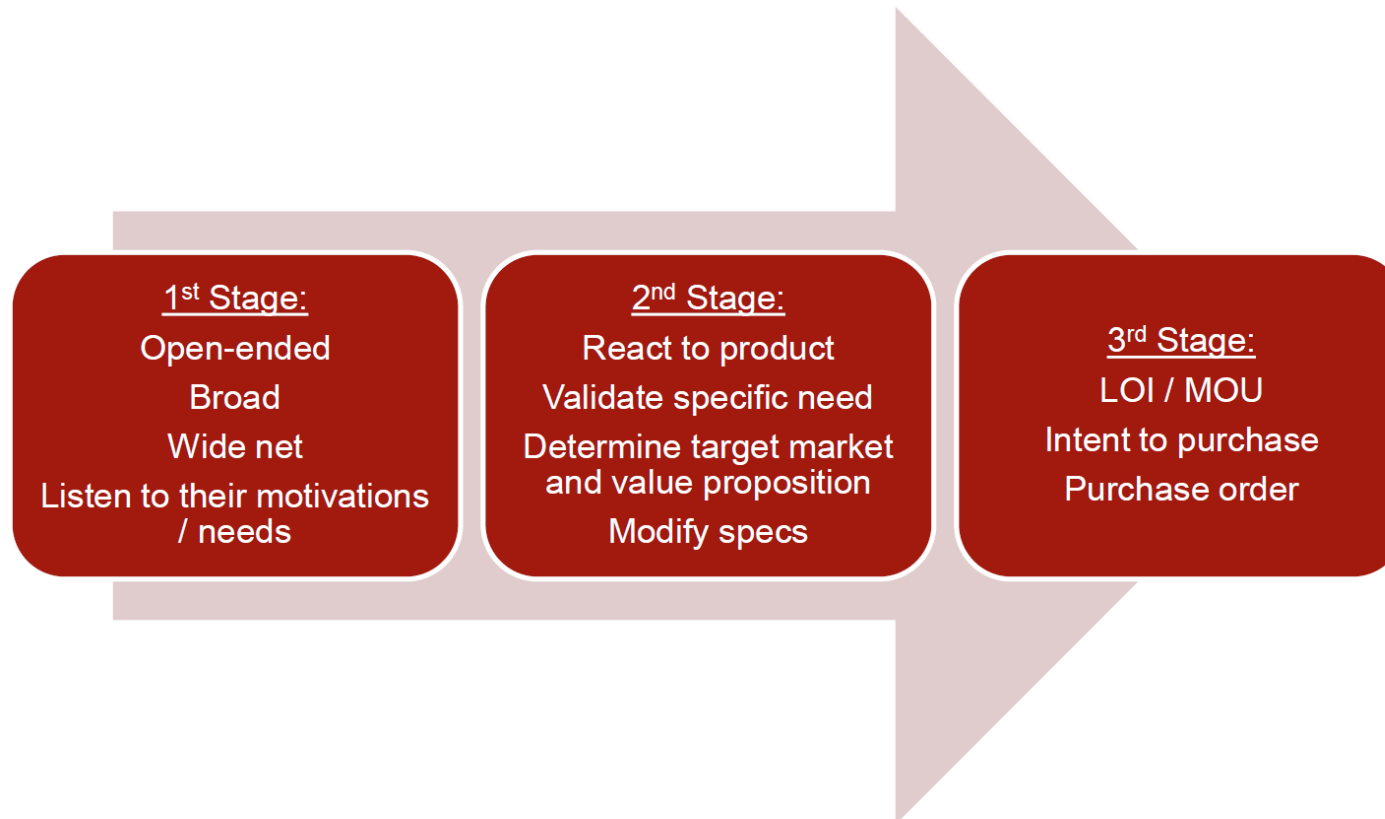 1st Stage:
Open-ended
Broad
Wide net
Listen to their motivations
/ needs
2nd Stage:
React to product
Validate specific need
Determine target market
and value proposition
Modify specs
3rd Stage:
LOI / MOU
Intent to purchase
Purchase order